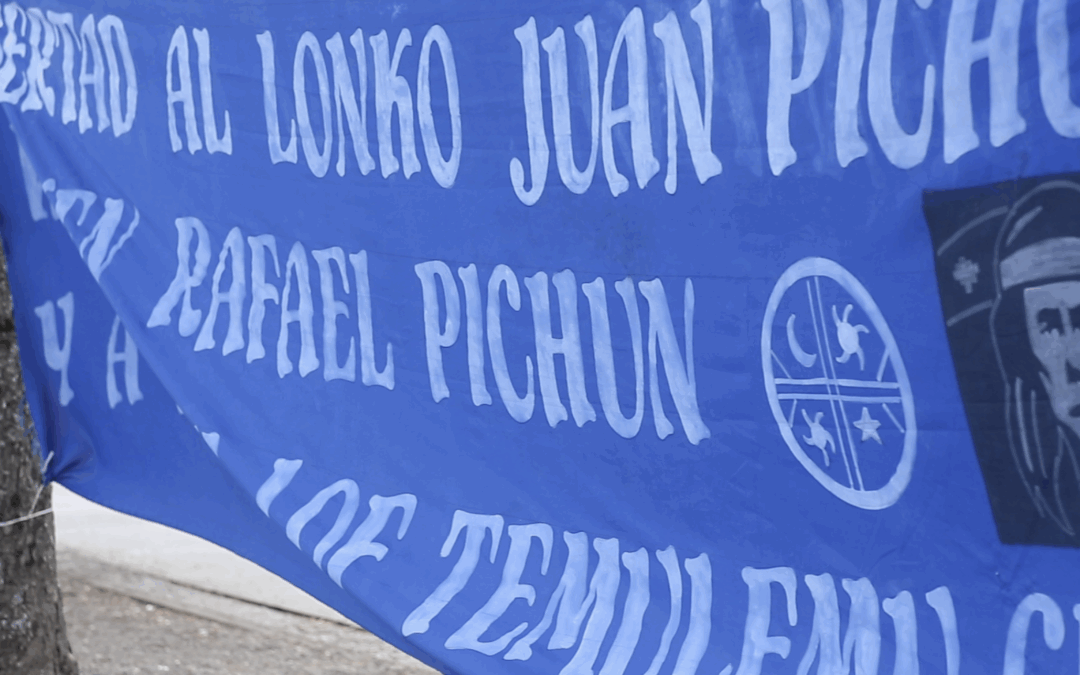 ERTAD AL LONKO JUAN PICHU
RAFAEL PICHUN
Y A
LOF TEMULEMU